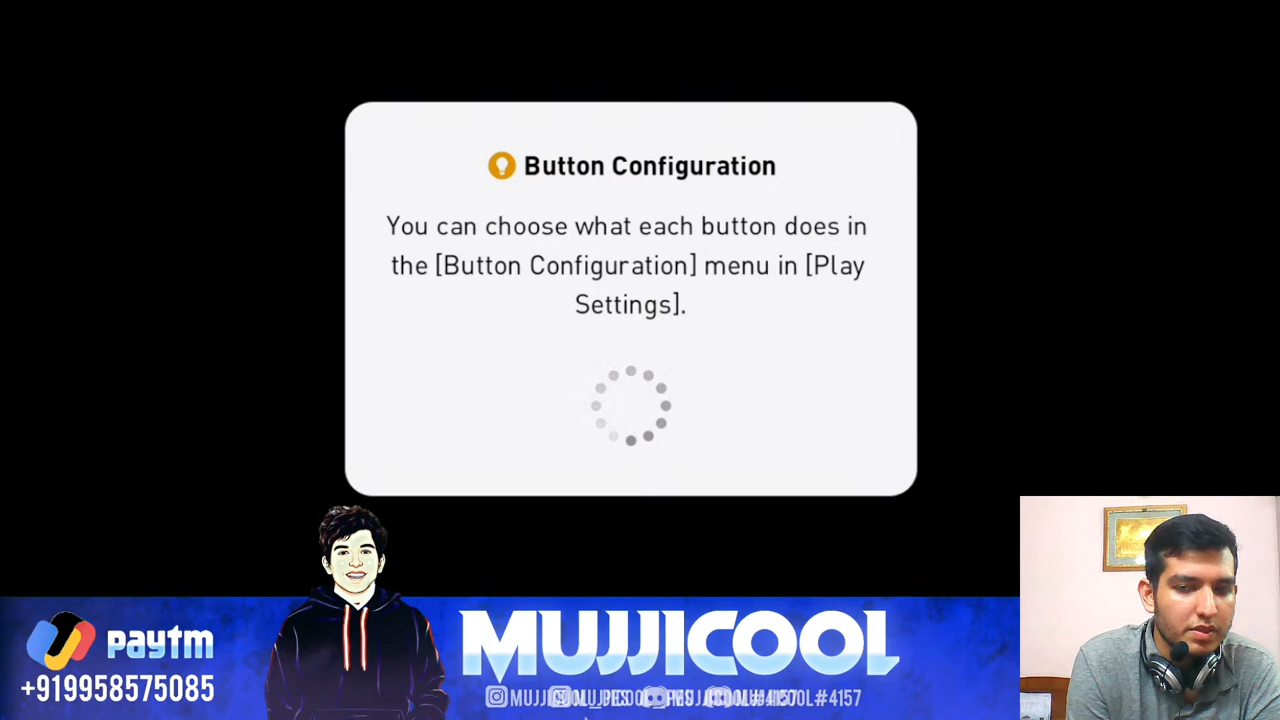 Button Configuration
You can choose what each button does in
the [Button Configuration] menu in [Play
Settings].
paytm
+919958575085
MUJJICOOL